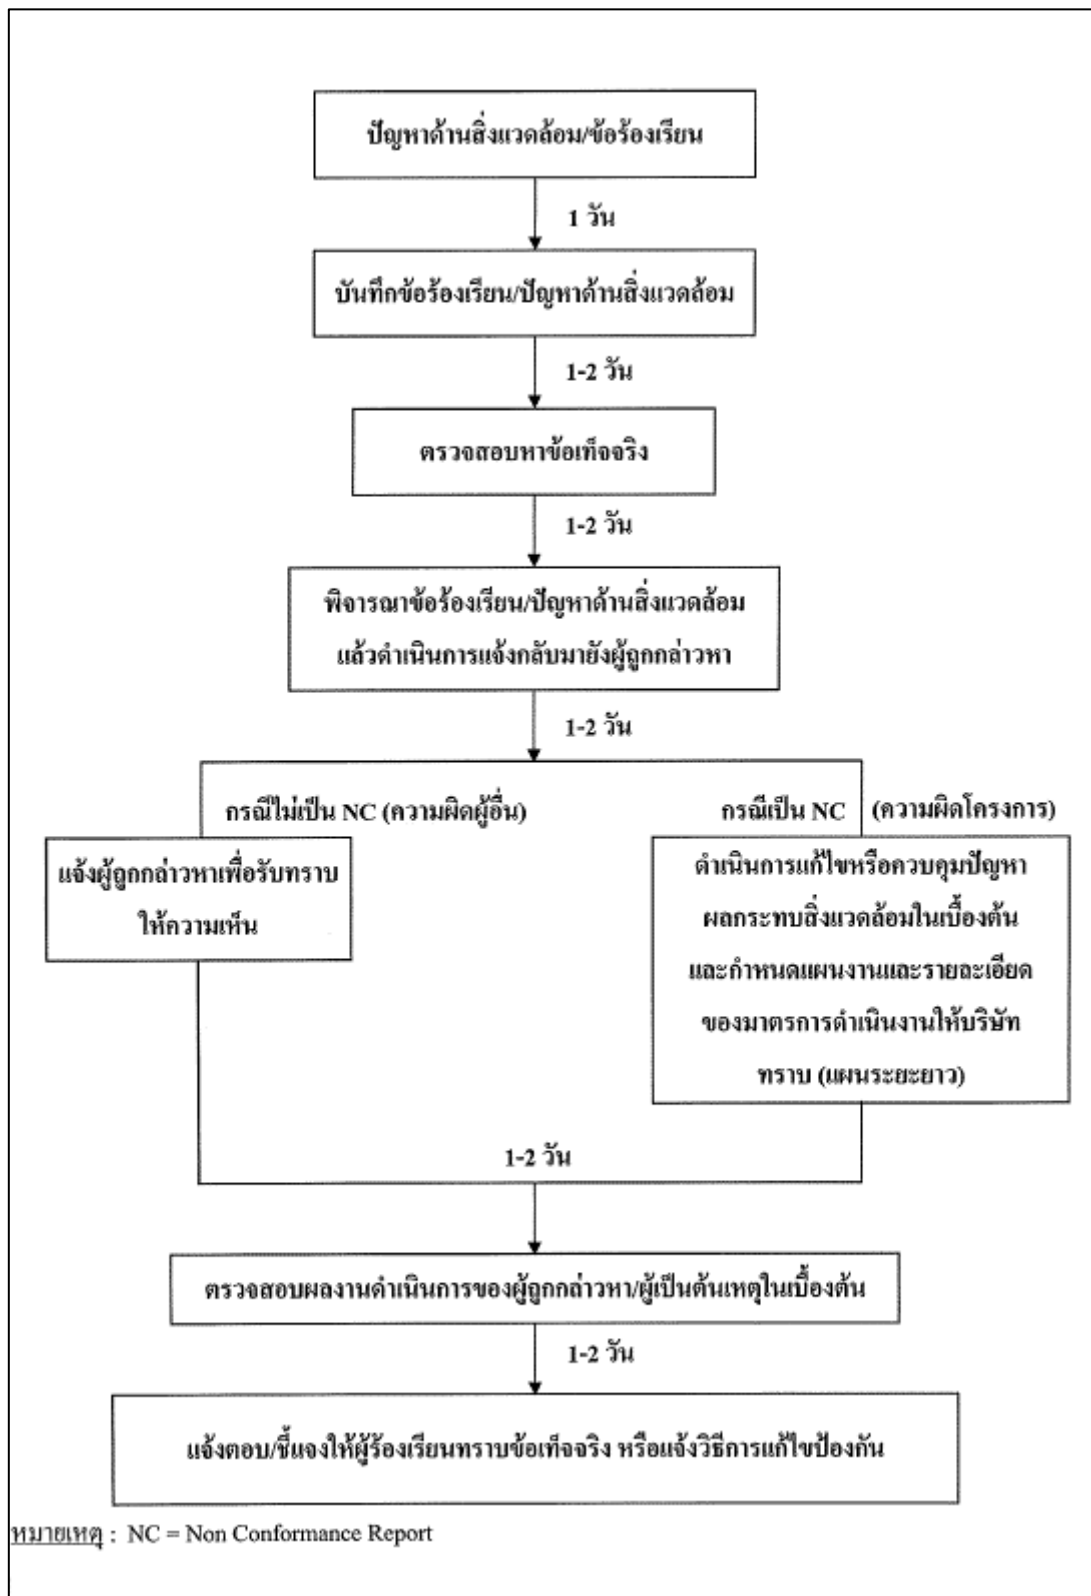 ปัญหาด้านสิ่งแวดล้อม/ข้อร้องเรียน
1 วัน
บันทึกข้อร้องเรียน/ปัญหาด้านสิ่งแวดล้อม
1-2 วัน
ตรวจสอบหาข้อเท็จจริง
1-2 วัน
พิจารณาข้อร้องเรียน/ปัญหาด้านสิ่งแวดล้อม
แล้วดำเนินการแจ้งกลับมายังผู้ถูกกล่าวหา
1-2 วัน
กรณีไม่เป็น NC (ความผิดผู้อื่น)
กรณีเป็น NC (ความผิดโครงการ)
แจ้งผู้ถูกกล่าวหาเพื่อรับทราบ
ให้ความเห็น
ดำเนินการแก้ไขหรือควบคุมปัญหา
ผลกระทบสิ่งแวดล้อมในเบื้องต้น
และกำหนดแผนงานและรายละเอียด
ของมาตรการดำเนินงานให้บริษัท
ทราบ (แผนระยะยาว)
1-2 วัน
ตรวจสอบผลงานดำเนินการของผู้ถูกกล่าวหา/ผู้เป็นต้นเหตุในเบื้องต้น
1-2 วัน
แจ้งตอบ/ชี้แจงให้ผู้ร้องเรียนทราบข้อเท็จจริง หรือแจ้งวิธีการแก้ไขป้องกัน
หมายเหตุ : NC = Non Conformance Report